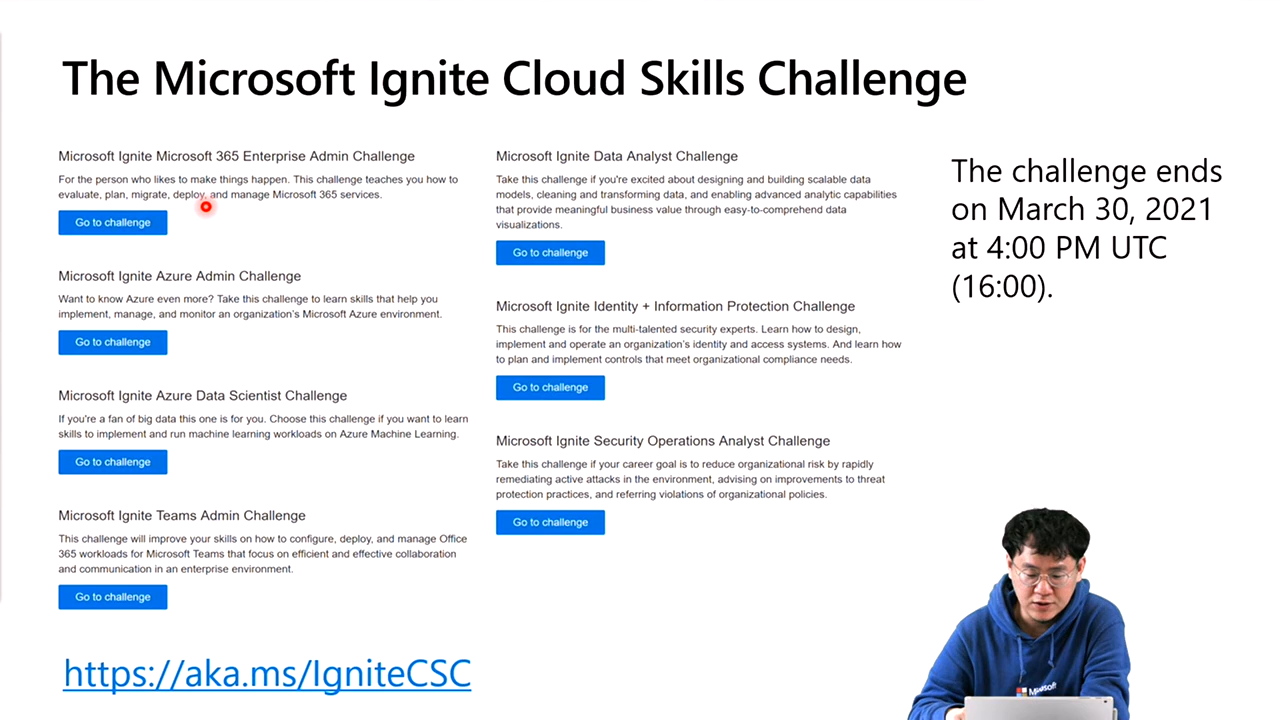 The Microsoft Ignite Cloud Skills Challenge
Microsoft Ignite Microsoft 365 Enterprise Admin Challenge
For the person who likes to make things happen. This challenge teaches you how to
evaluate, plan, migrate, deploy, and manage Microsoft 365 services.
Go to challenge
Microsoft Ignite Azure Admin Challenge
Want to know Azure even more? Take this challenge to learn skills that help you
implement, manage, and monitor an organization's Microsoft Azure environment.
Go to challenge
Microsoft Ignite Azure Data Scientist Challenge
If you're a fan of big data this one is for you. Choose this challenge if you want to learn
skills to implement and run machine learning workloads on Azure Machine Learning.
Go to challenge
Microsoft Ignite Teams Admin Challenge
This challenge will improve your skills on how to configure, deploy, and manage Office
365 workloads for Microsoft Teams that focus on efficient and effective collaboration
and communication in an enterprise environment.
Go to challenge
Microsoft Ignite Data Analyst Challenge
Take this challenge if you're excited about designing and building scalable data
models, cleaning and transforming data, and enabling advanced analytic capabilities
that provide meaningful business value through easy-to-comprehend data
visualizations.
Go to challenge
Microsoft Ignite Identity + Information Protection Challenge
This challenge is for the multi-talented security experts. Learn how to design,
implement and operate an organization's identity and access systems. And learn how
to plan and implement controls that meet organizational compliance needs.
Go to challenge
Microsoft Ignite Security Operations Analyst Challenge
Take this challenge if your career goal is to reduce organizational risk by rapidly
remediating active attacks in the environment, advising on improvements to threat
protection practices, and referring violations of organizational policies.
Go to challenge
The challenge ends
on March 30, 2021
at 4:00 PM UTC
(16:00).
https://aka.ms/IgniteCSC
Microsoft